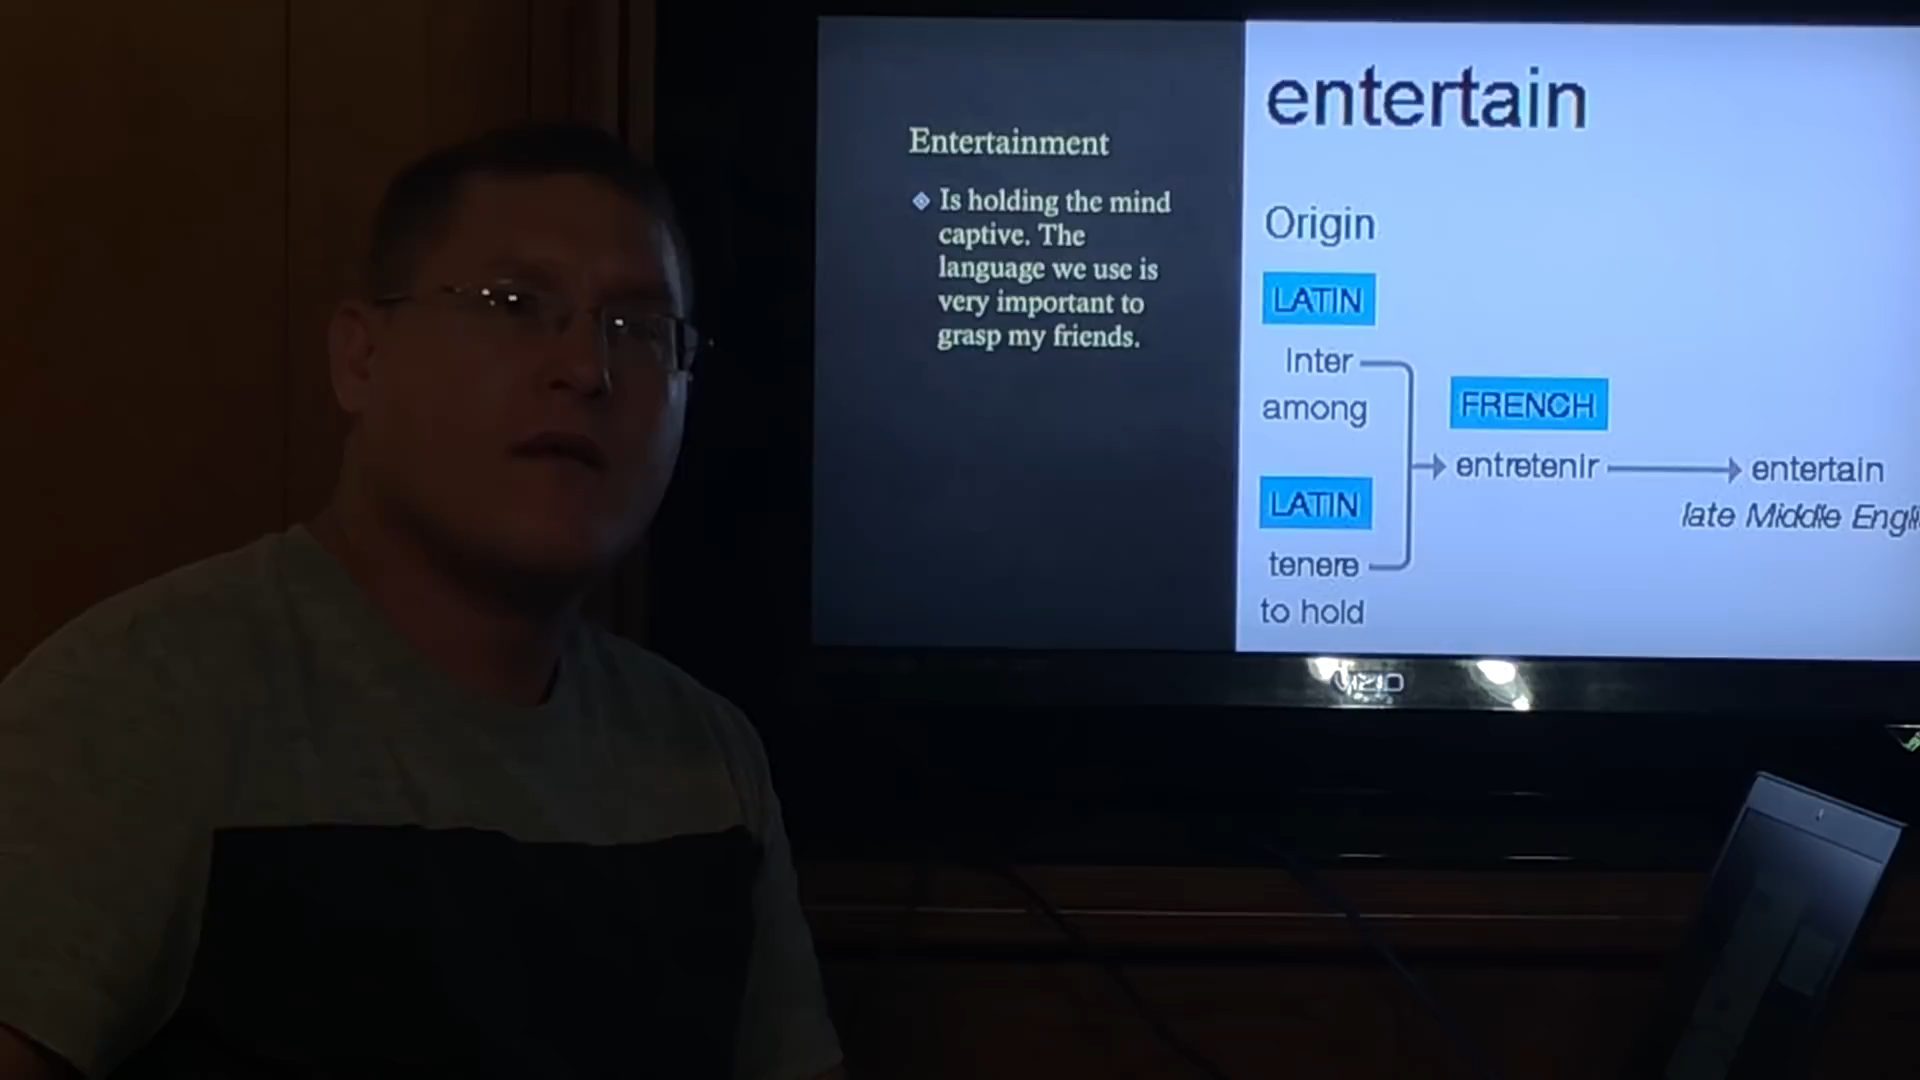 Entertainment
Is holding the mind
captive. The
language we use is
very important to
grasp my friends.
entertain
Origin
LATIN
Inter
among
FRENCH
entretenir
entertain
late Middle Engli
LATIN
tenere
to hold
VIZIO